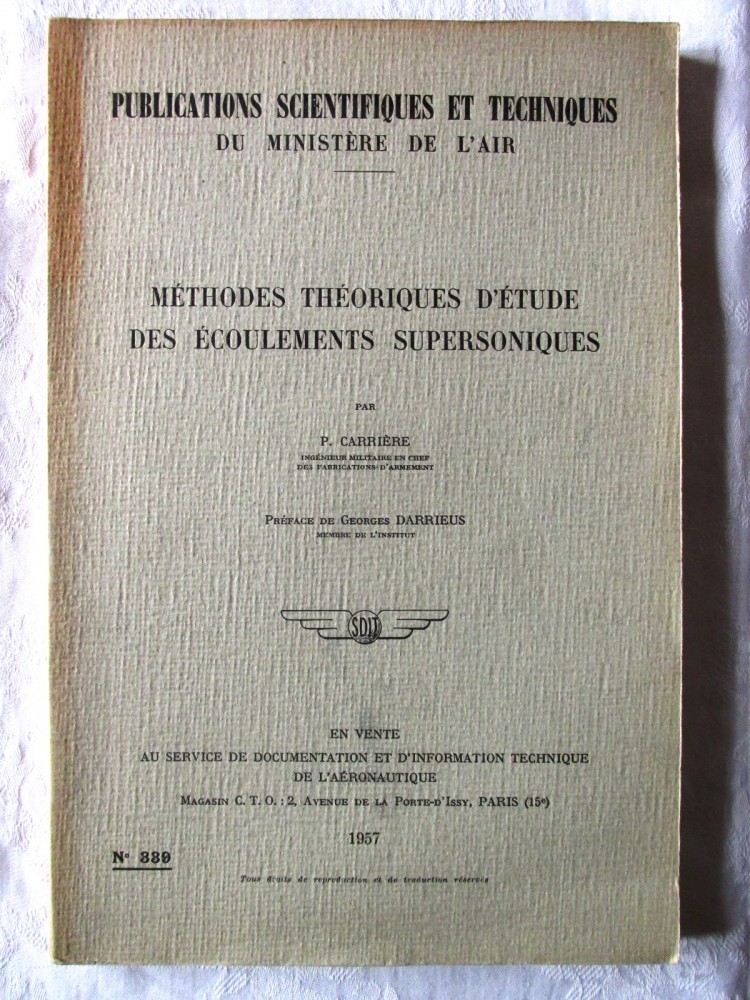 PUBLICATIONS SCIENTIFIQUES ET TECHNIQUES
DU MINISTÈRE DE L'AIR
MÉTHODES THÉORIQUES D'ÉTUDE
DES ÉCOULEMENTS SUPERSONIQUES
PAR
P. CARRIÈRE
INGÉNIEUR MILITAIRE EN CHEF
DES FABRICATIONS D'ARMEMENT
PRÉFACE DE GEORGES DARRIEUS
MEMBRE DE L'INSTITUT
SDIT
EN VENTE
AU SERVICE DE DOCUMENTATION ET D'INFORMATION TECHNIQUE
DE L'AÉRONAUTIQUE
MAGASIN C. T. O. : 2, AVENUE DE LA PORTE-D'ISSY, PARIS (15e)
1957
No 339
Tous droits de reproduction et de traduction réservés